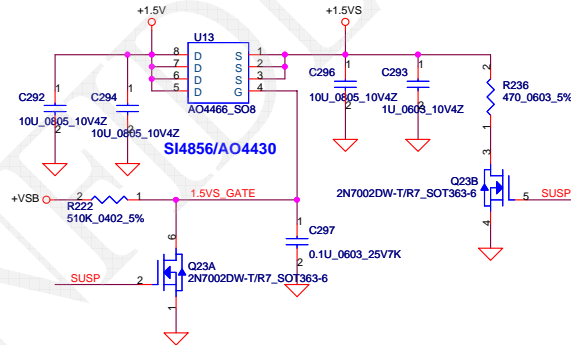 +1.5V
+1.5VS
U13
8 D S 1
7 D S 2
6 D S 3
5 D G 4
AO4466_SO8
SI4856/AO4430
C292
1
2
10U_0805_10V4Z
C294
1
2
10U_0805_10V4Z
C296
1
2
10U_0805_10V4Z
C293
1
2
1U_0603_10V4Z
2
R236
470_0603_5%
1
3
Q23B
2N7002DW-T/R7_SOT363-6
5
SUSP
4
+VSB
2
1
R222
510K_0402_5%
1.5VS_GATE
6
Q23A
2N7002DW-T/R7_SOT363-6
SUSP
2
1
1
C297
0.1U_0603_25V7K
2